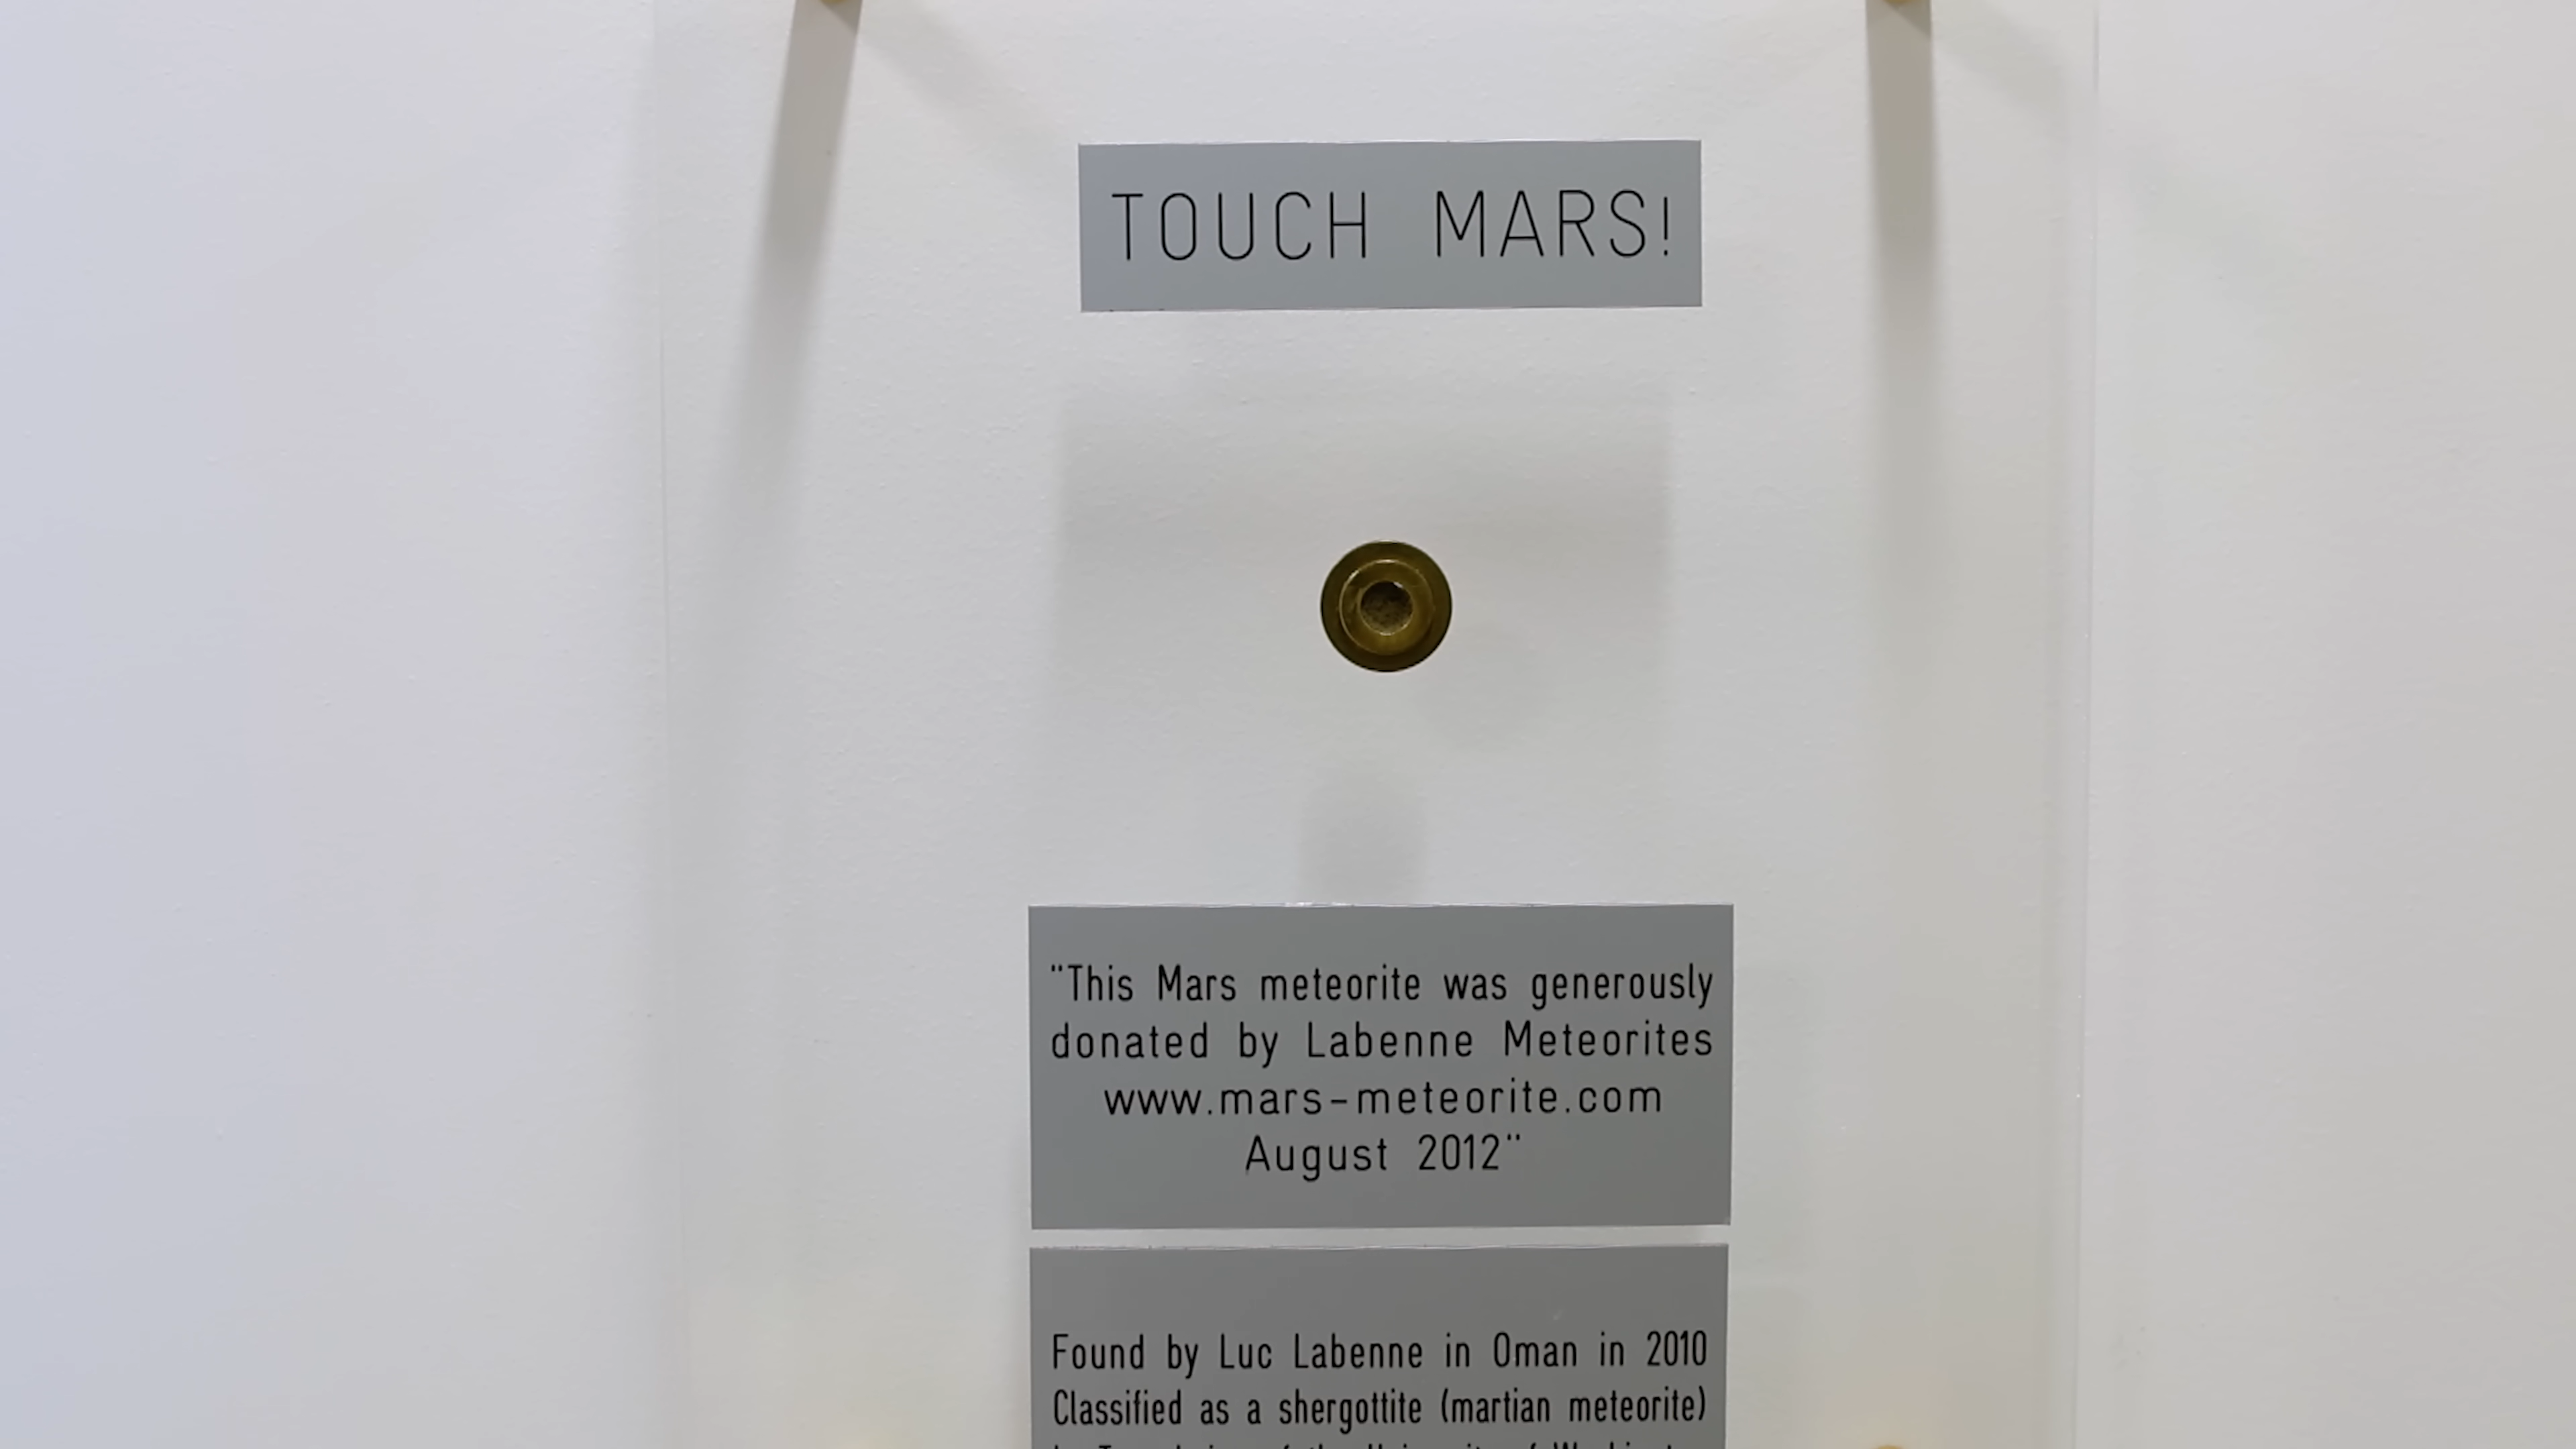 TOUCH MARS!
"This Mars meteorite was generously
donated by Labenne Meteorites
www.mars-meteorite.com
August 2012"
Found by Luc Labenne in Oman in 2010
Classified as a shergottite (martian meteorite)